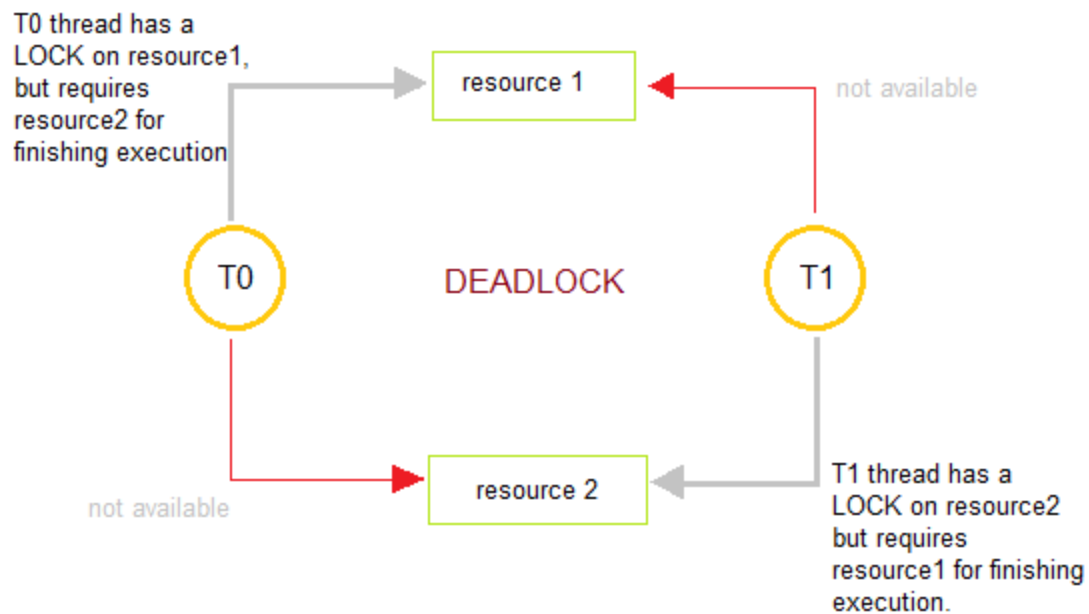 T0 thread has a
LOCK on resource1,
but requires
resource2 for
finishing execution
resource 1
not available
T0
DEADLOCK
T1
not available
resource 2
T1 thread has a
LOCK on resource2
but requires
resource1 for finishing
execution.